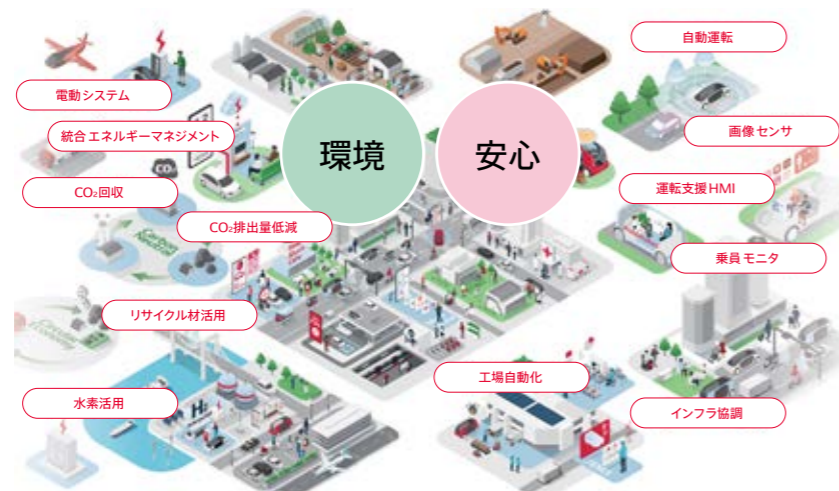 自動運転
電動システム
統合エネルギーマネジメント
環境
安心
画像センサ
CO₂回収
運転支援HMI
CO₂排出量低減
Carbon
Neutral
乗員モニタ
リサイクル材活用
Circular
Economy
工場自動化
水素活用
インフラ協調